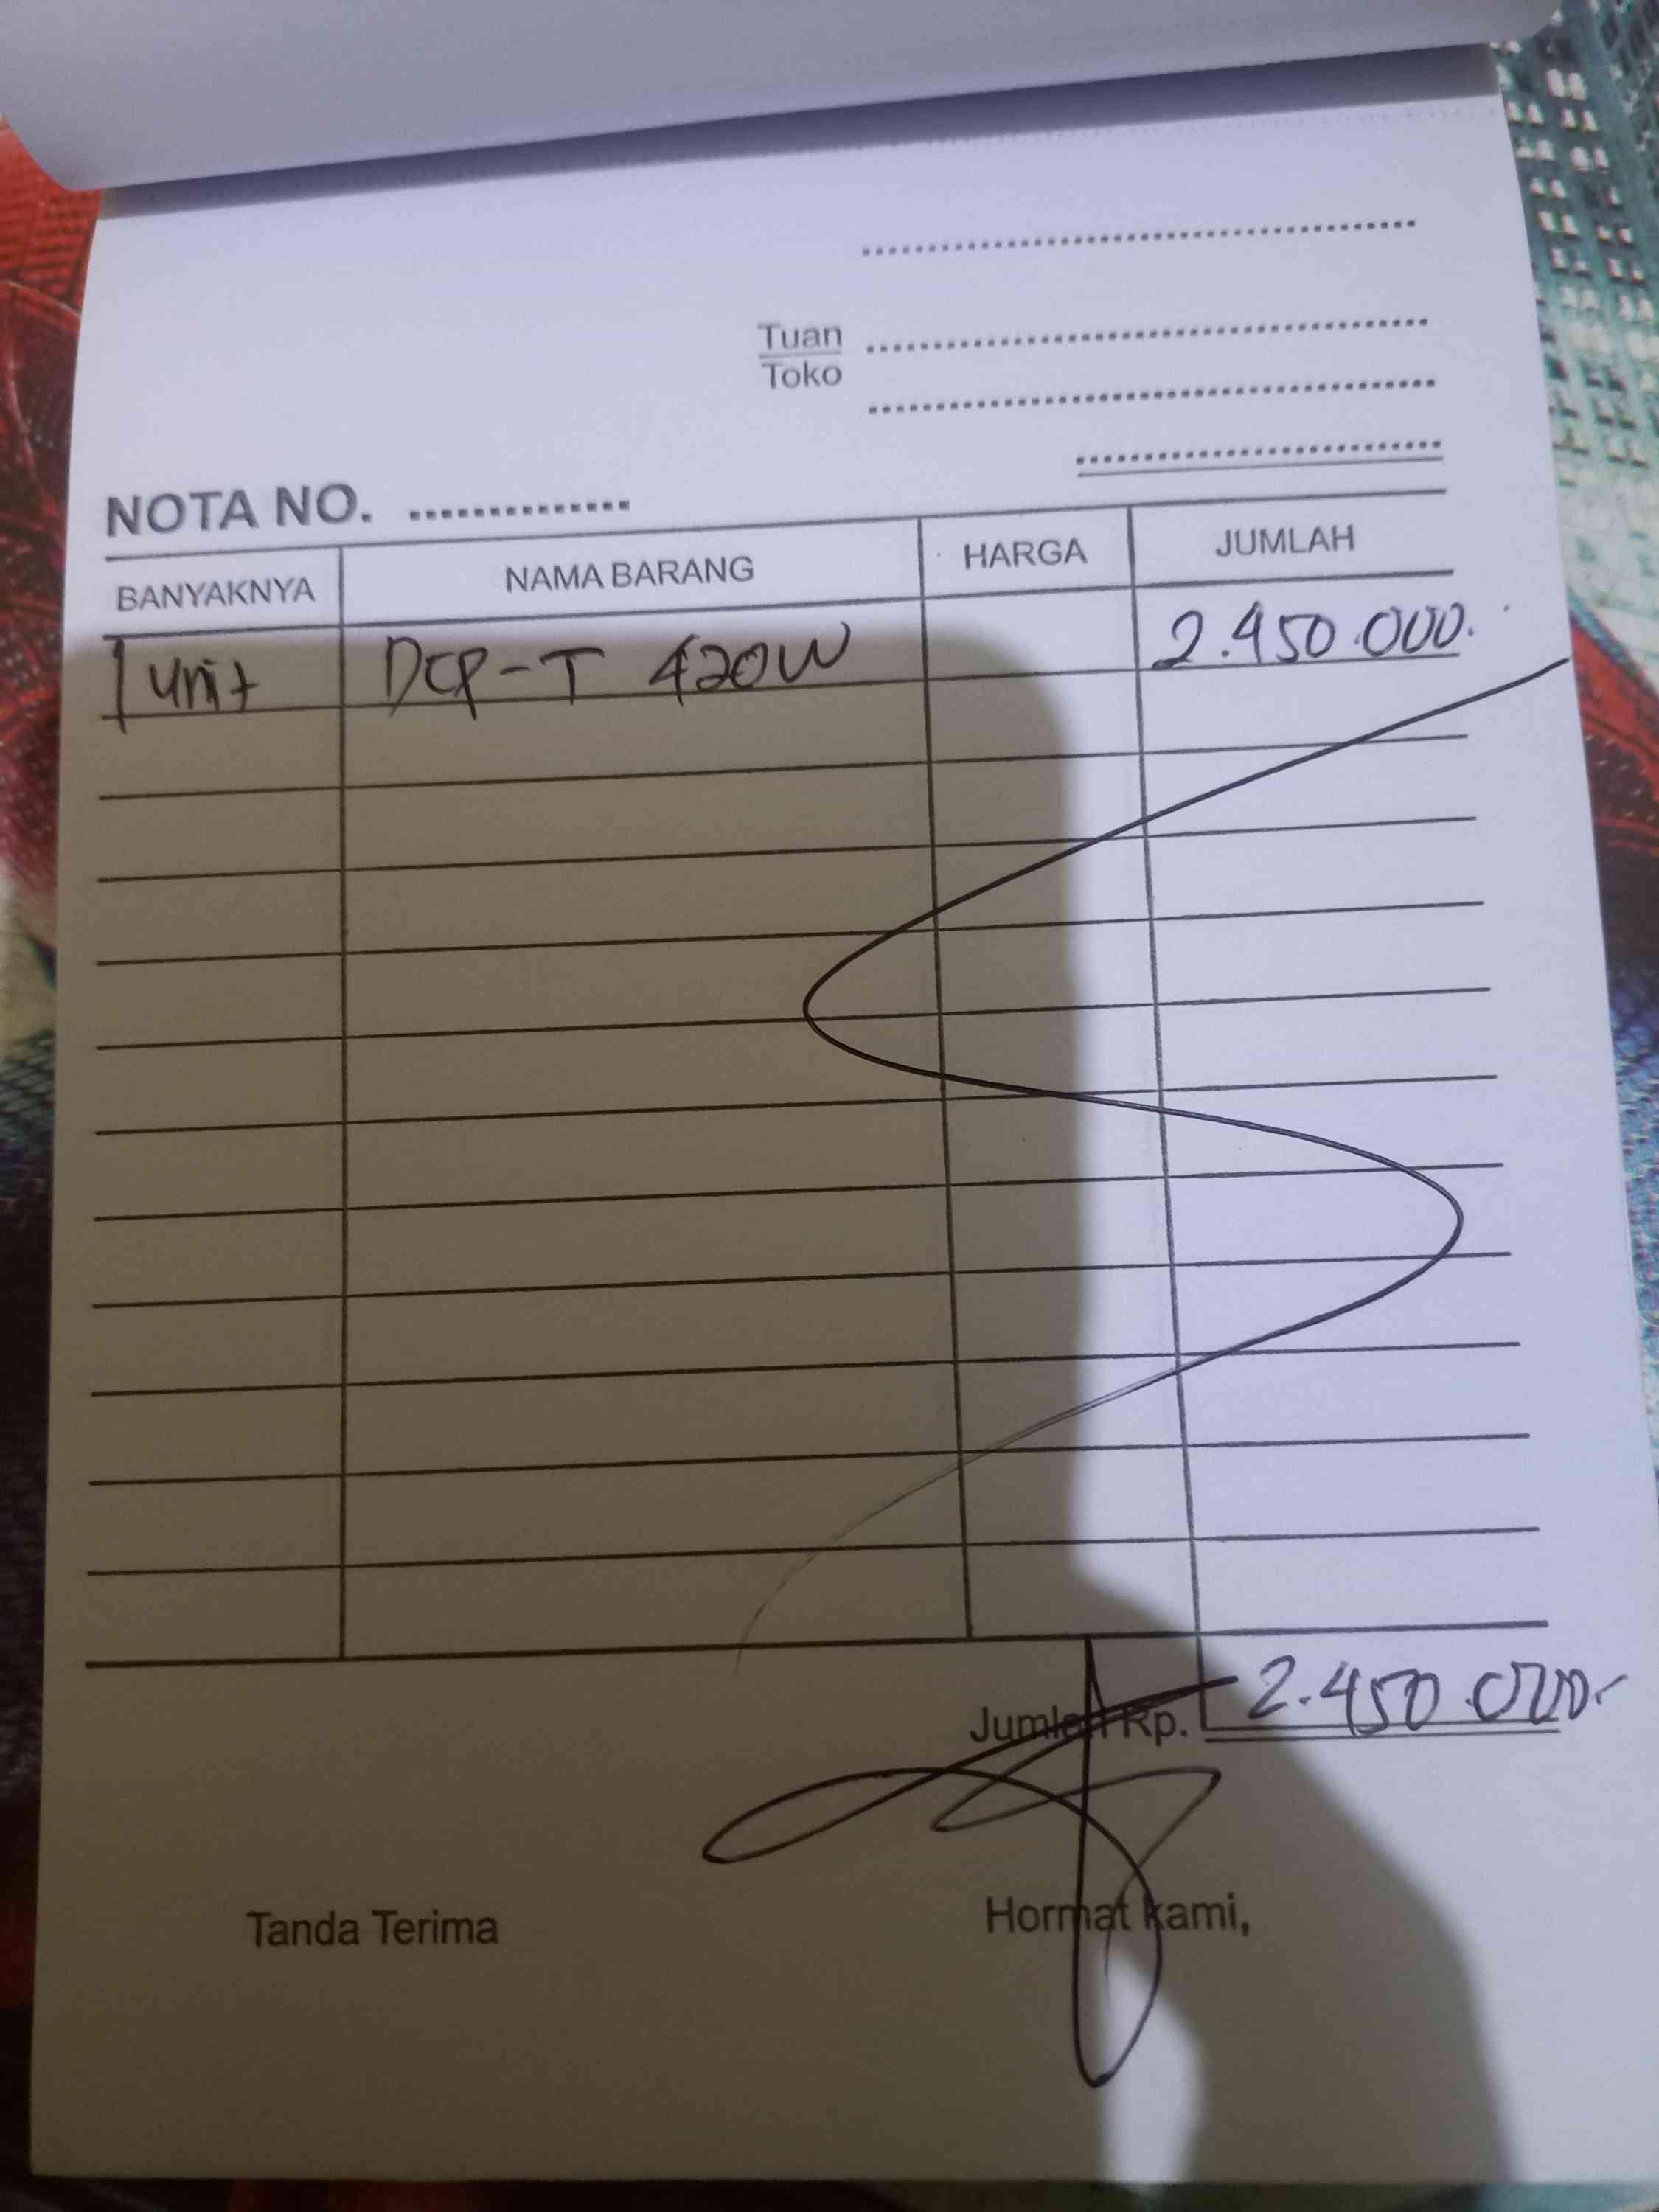 Tuan
Toko
NOTA NO. ..............
BANYAKNYA NAMA BARANG HARGA JUMLAH
1 unit DCP-T 420W 2.450.000.
Jumlah Rp. 2.450.000.-
Tanda Terima Hormat kami,